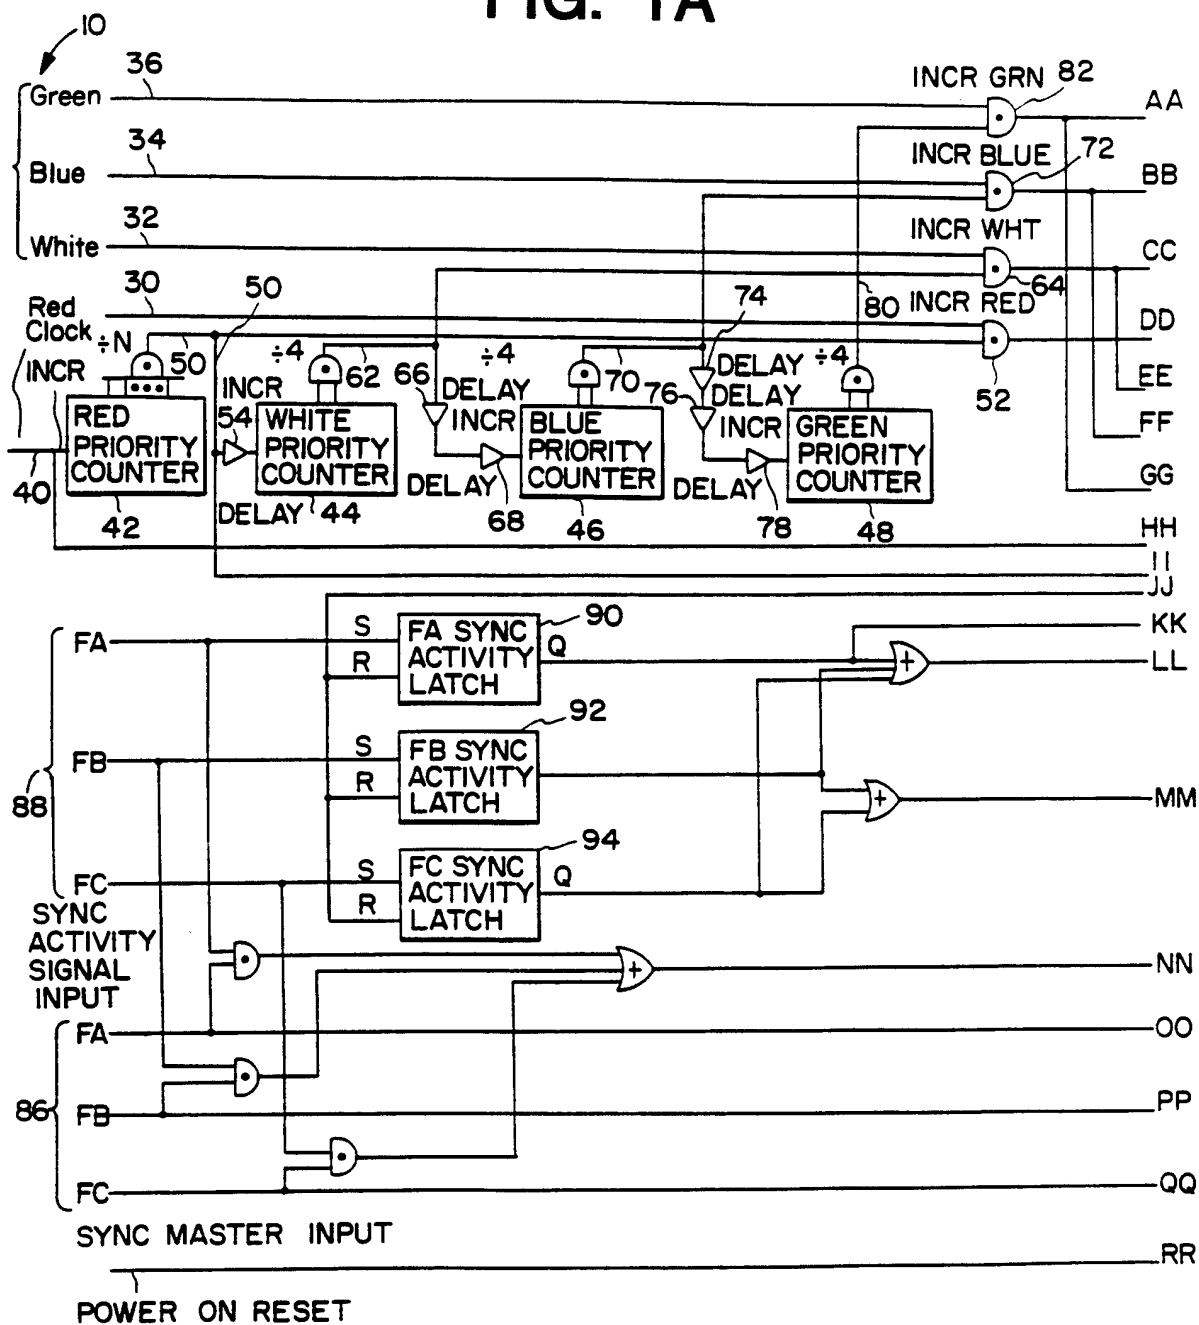 FIG. 1A
10
36
Green
INCR GRN 82
AA
34
Blue
INCR BLUE 72
BB
32
White
INCR WHT
64
CC
30
Red
Clock
÷N
50
50
INCR RED
52
DD
INCR
÷4
62
66
÷4
DELAY
INCR
70
74
76
DELAY
DELAY
INCR
÷4
80
EE
FF
GG
RED
PRIORITY
COUNTER
INCR
54
WHITE
PRIORITY
COUNTER
BLUE
PRIORITY
COUNTER
GREEN
PRIORITY
COUNTER
40
42
DELAY 44
DELAY
68
46
DELAY
78
48
HH
II
JJ
88
FA
S
R
FA SYNC
ACTIVITY
LATCH
90
Q
+
KK
LL
FB
S
R
FB SYNC
ACTIVITY
LATCH
92
+
MM
FC
S
R
FC SYNC
ACTIVITY
LATCH
94
Q
SYNC
ACTIVITY
SIGNAL
INPUT
+
NN
86
FA
OO
FB
PP
FC
QQ
SYNC MASTER INPUT
RR
POWER ON RESET